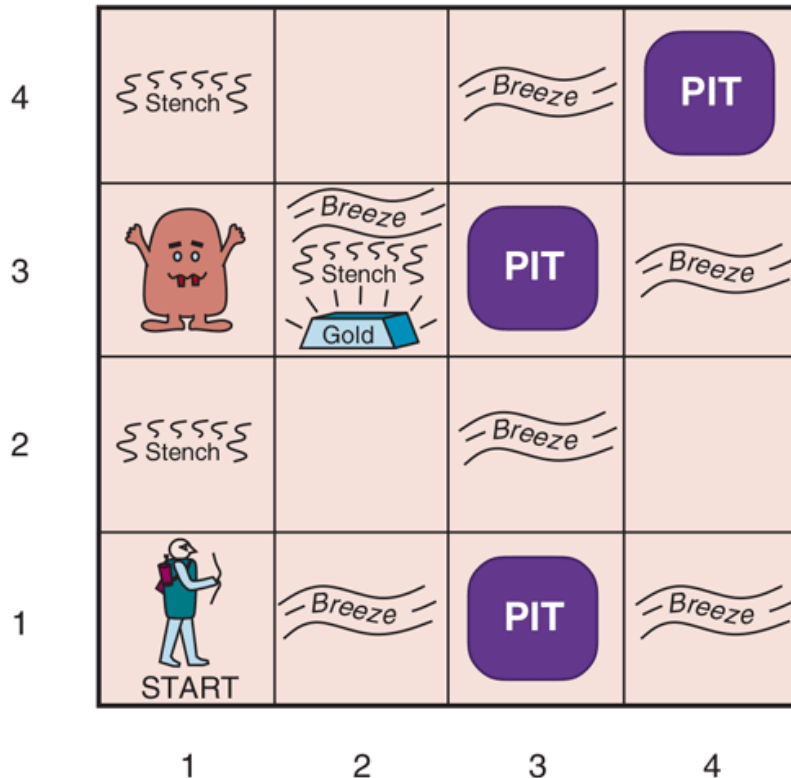 4
Stench
Breeze
PIT
3
Breeze
Stench
Gold
PIT
Breeze
2
Stench
Breeze
1
START
Breeze
PIT
Breeze
1 2 3 4